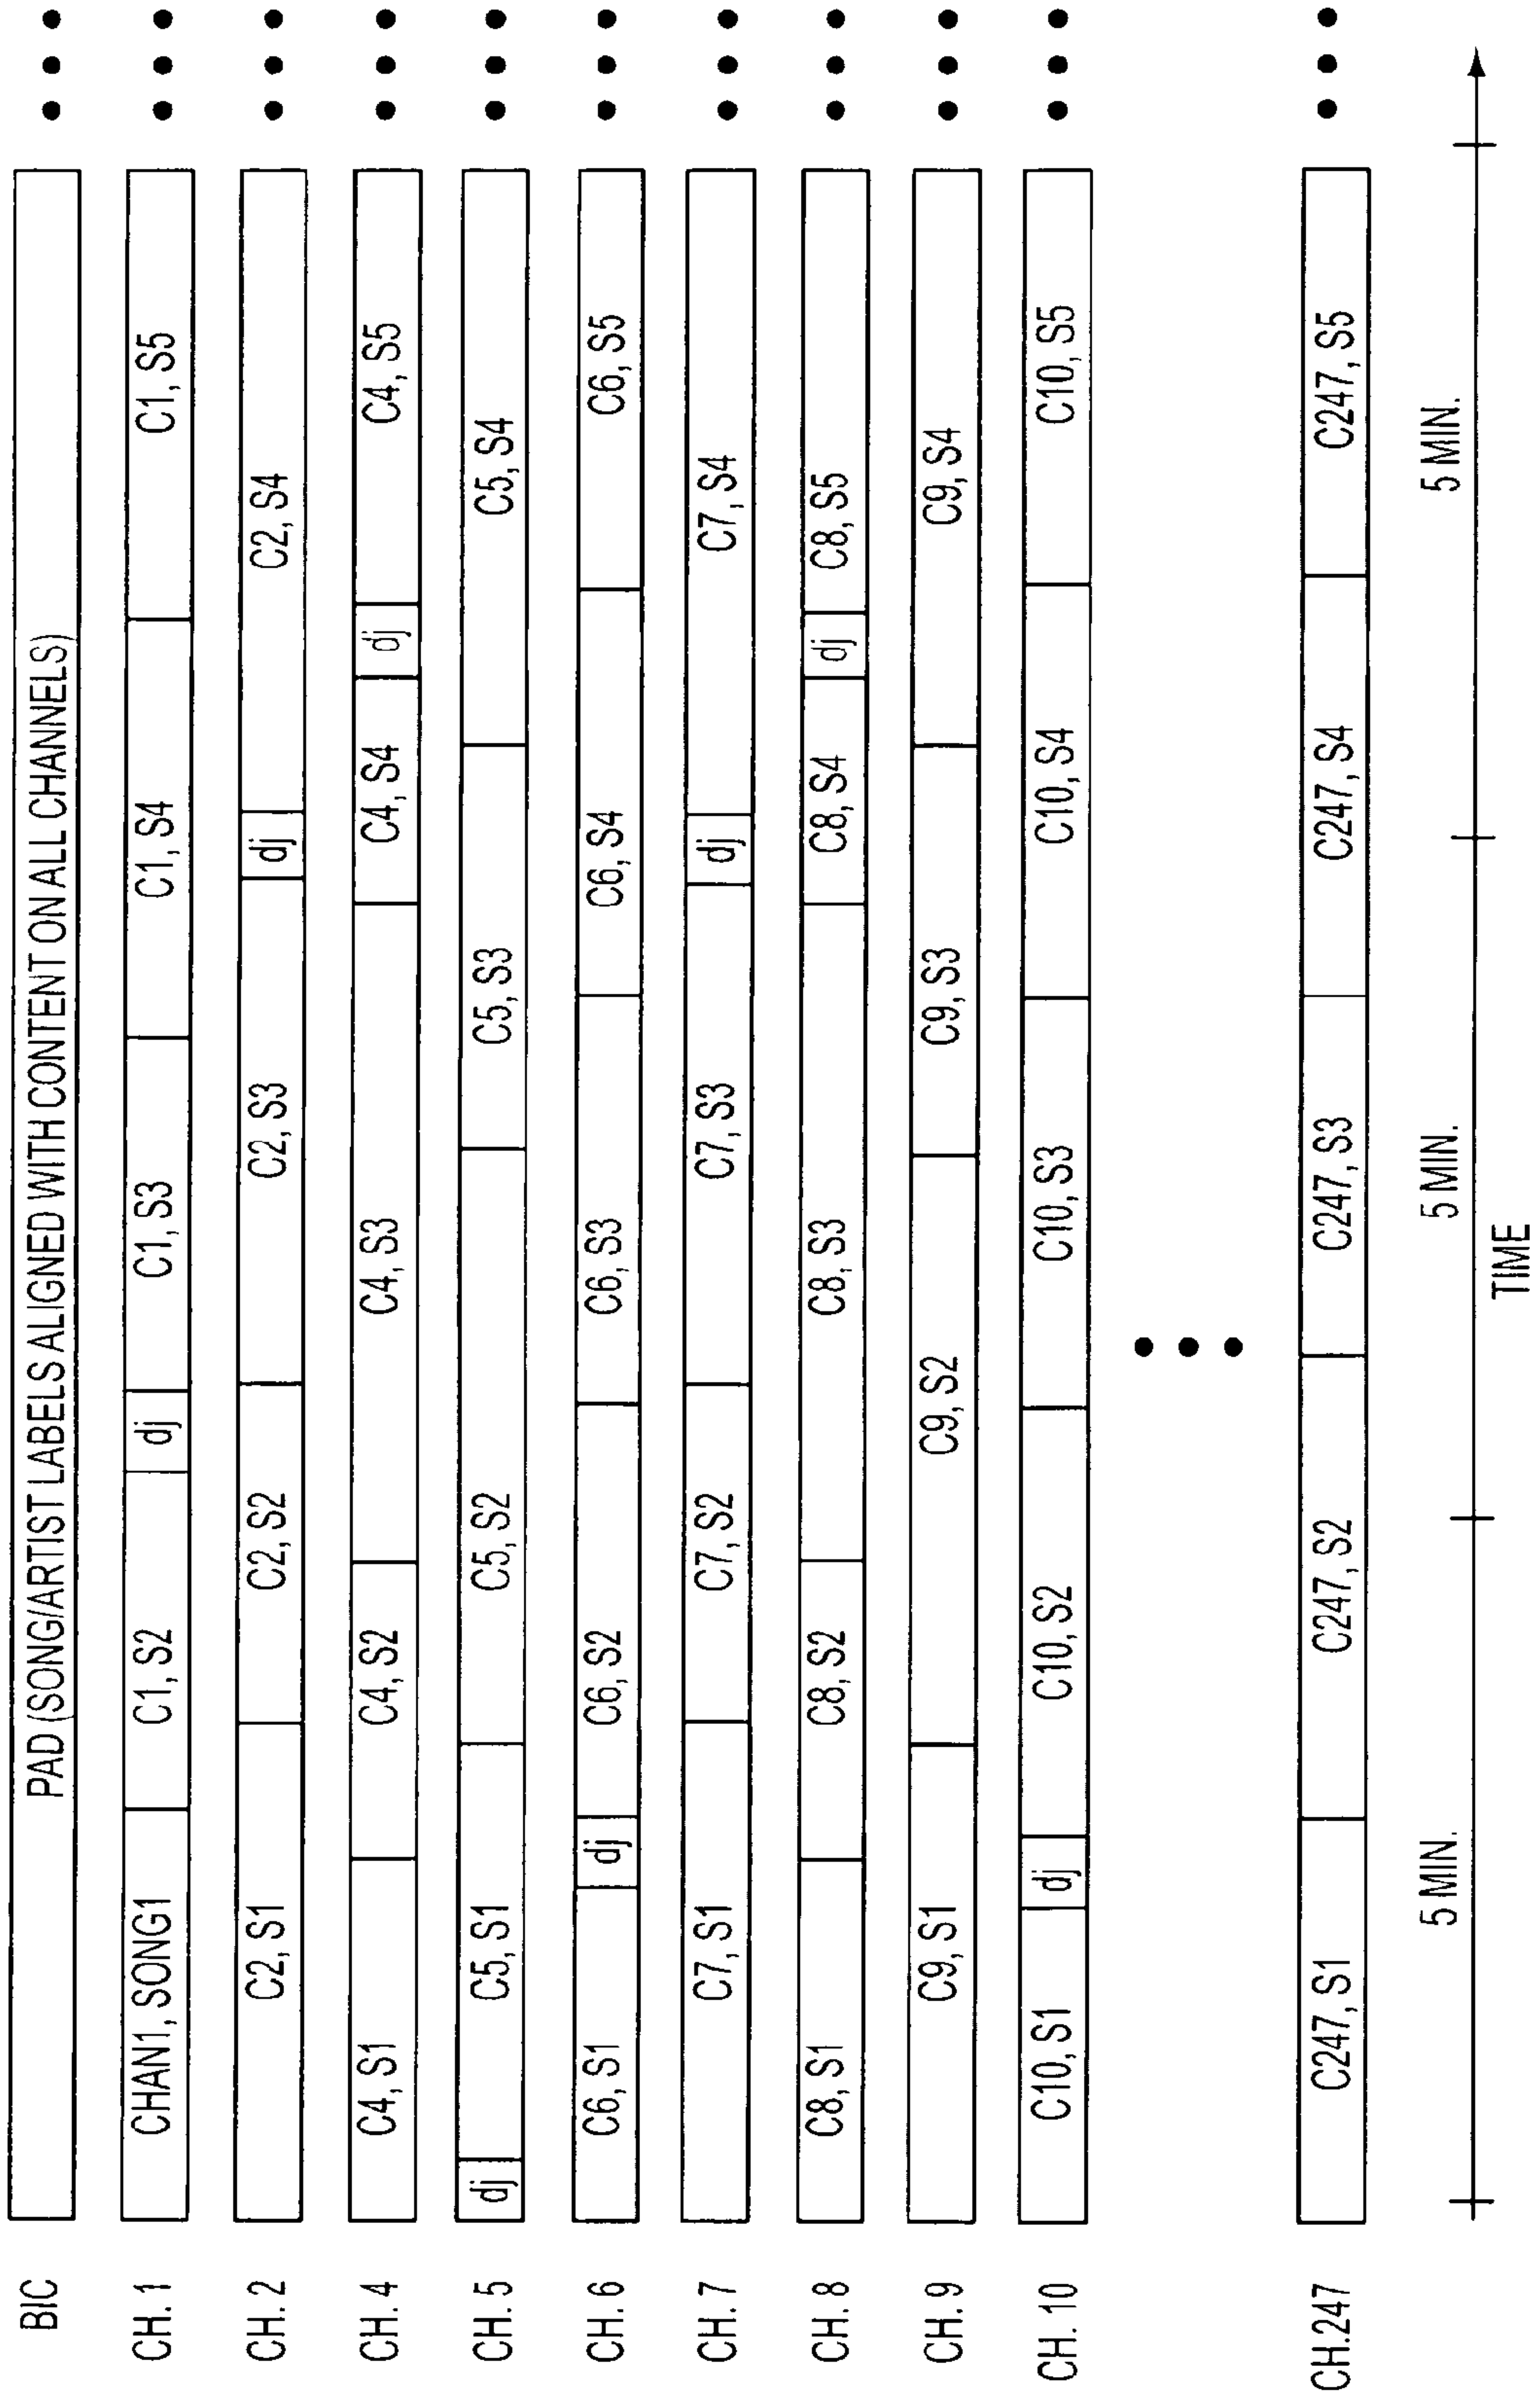 BIC PAD (SONG/ARTIST LABELS ALIGNED WITH CONTENT ON ALL CHANNELS)
CH. 1 CHAN1, SONG1 C1, S2 dj C1, S3 C1, S4 C1, S5
CH. 2 C2, S1 C2, S2 C2, S3 dj C2, S4
CH. 4 C4, S1 C4, S2 C4, S3 C4, S4 dj C4, S5
CH. 5 dj C5, S1 C5, S2 C5, S3 C5, S4
CH. 6 C6, S1 dj C6, S2 C6, S3 C6, S4 C6, S5
CH. 7 C7, S1 C7, S2 C7, S3 dj C7, S4
CH. 8 C8, S1 C8, S2 C8, S3 C8, S4 dj C8, S5
CH. 9 C9, S1 C9, S2 C9, S3 C9, S4
CH. 10 C10, S1 dj C10, S2 C10, S3 C10, S4 C10, S5
CH.247 C247, S1 C247, S2 C247, S3 C247, S4 C247, S5
5 MIN. 5 MIN. 5 MIN.
TIME